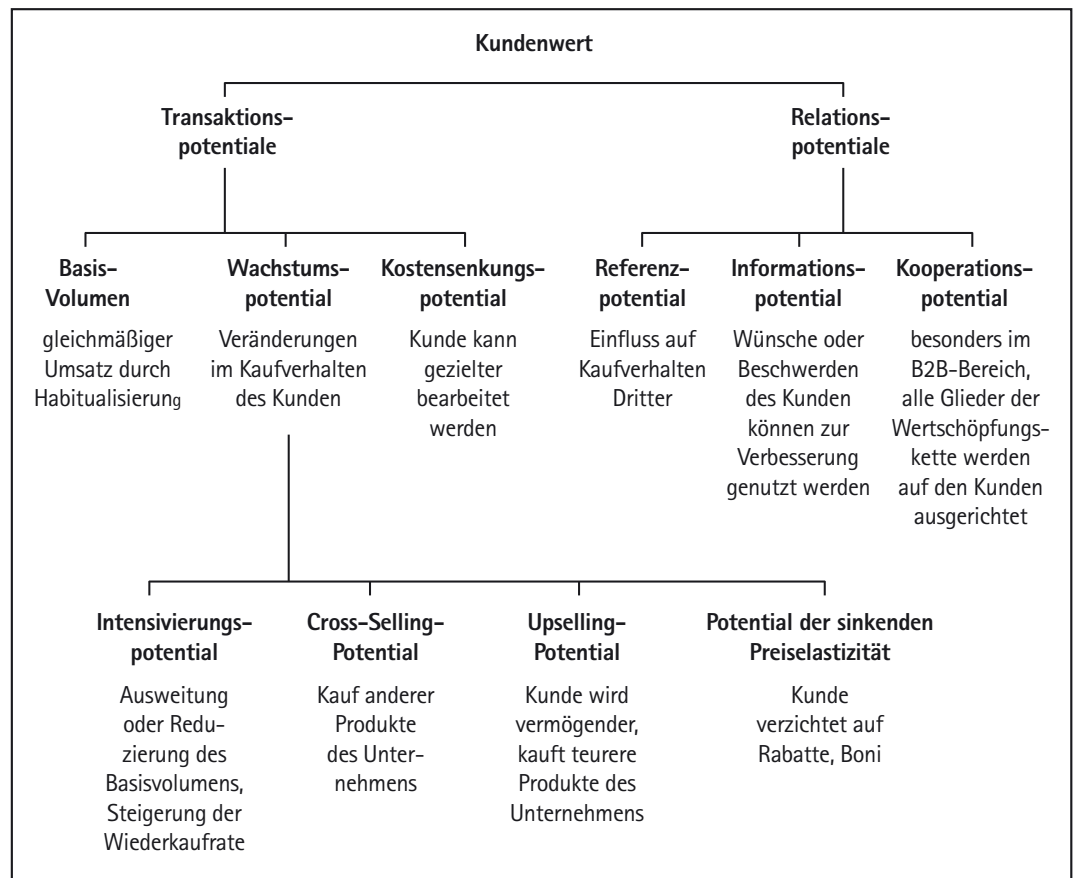 Kundenwert
Transaktions-
potentiale
Relations-
potentiale
Basis-
Volumen
gleichmäßiger
Umsatz durch
Habitualisierung
Wachstums-
potential
Veränderungen
im Kaufverhalten
des Kunden
Kostensenkungs-
potential
Kunde kann
gezielter
bearbeitet
werden
Referenz-
potential
Einfluss auf
Kaufverhalten
Dritter
Informations-
potential
Wünsche oder
Beschwerden
des Kunden
können zur
Verbesserung
genutzt werden
Kooperations-
potential
besonders im
B2B-Bereich,
alle Glieder der
Wertschöpfungs-
kette werden
auf den Kunden
ausgerichtet
Intensivierungs-
potential
Ausweitung
oder Redu-
zierung des
Basisvolumens,
Steigerung der
Wiederkaufrate
Cross-Selling-
Potential
Kauf anderer
Produkte
des Unter-
nehmens
Upselling-
Potential
Kunde wird
vermögender,
kauft teurere
Produkte des
Unternehmens
Potential der sinkenden
Preiselastizität
Kunde
verzichtet auf
Rabatte, Boni